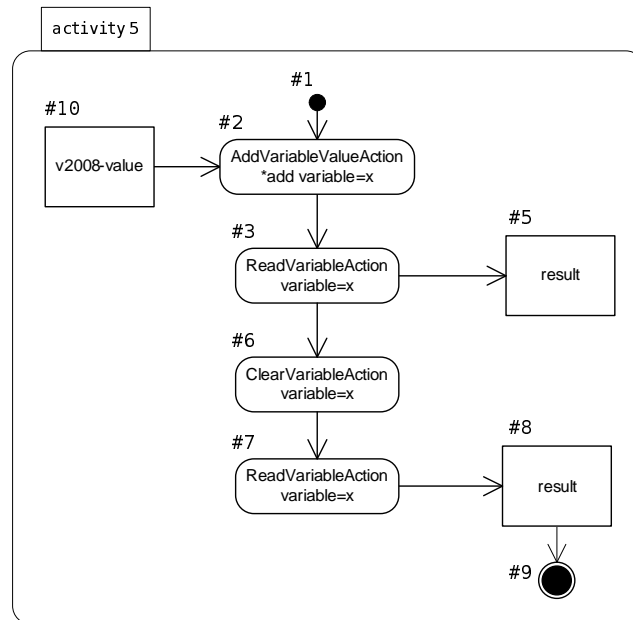 activity 5
#1
#10
#2
v2008-value
AddVariableValueAction
*add variable=x
#3
#5
ReadVariableAction
variable=x
result
#6
ClearVariableAction
variable=x
#7
#8
ReadVariableAction
variable=x
result
#9